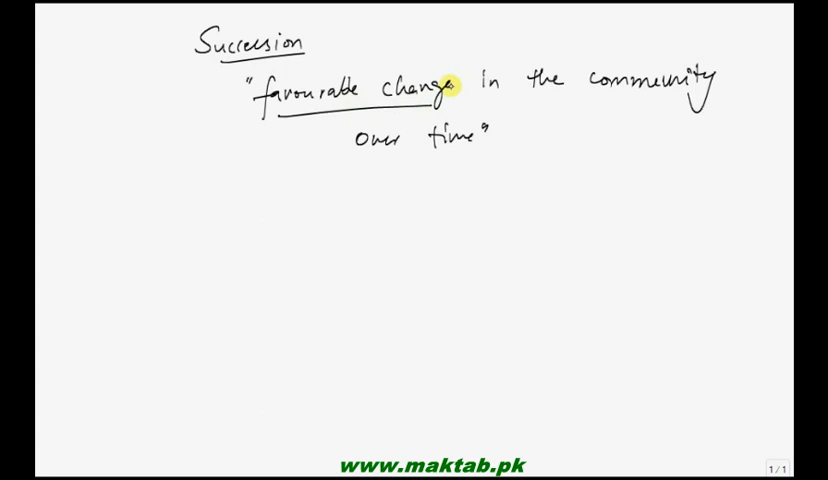 Succession
"favourable change in the community
over time"
www.maktab.pk
1/1